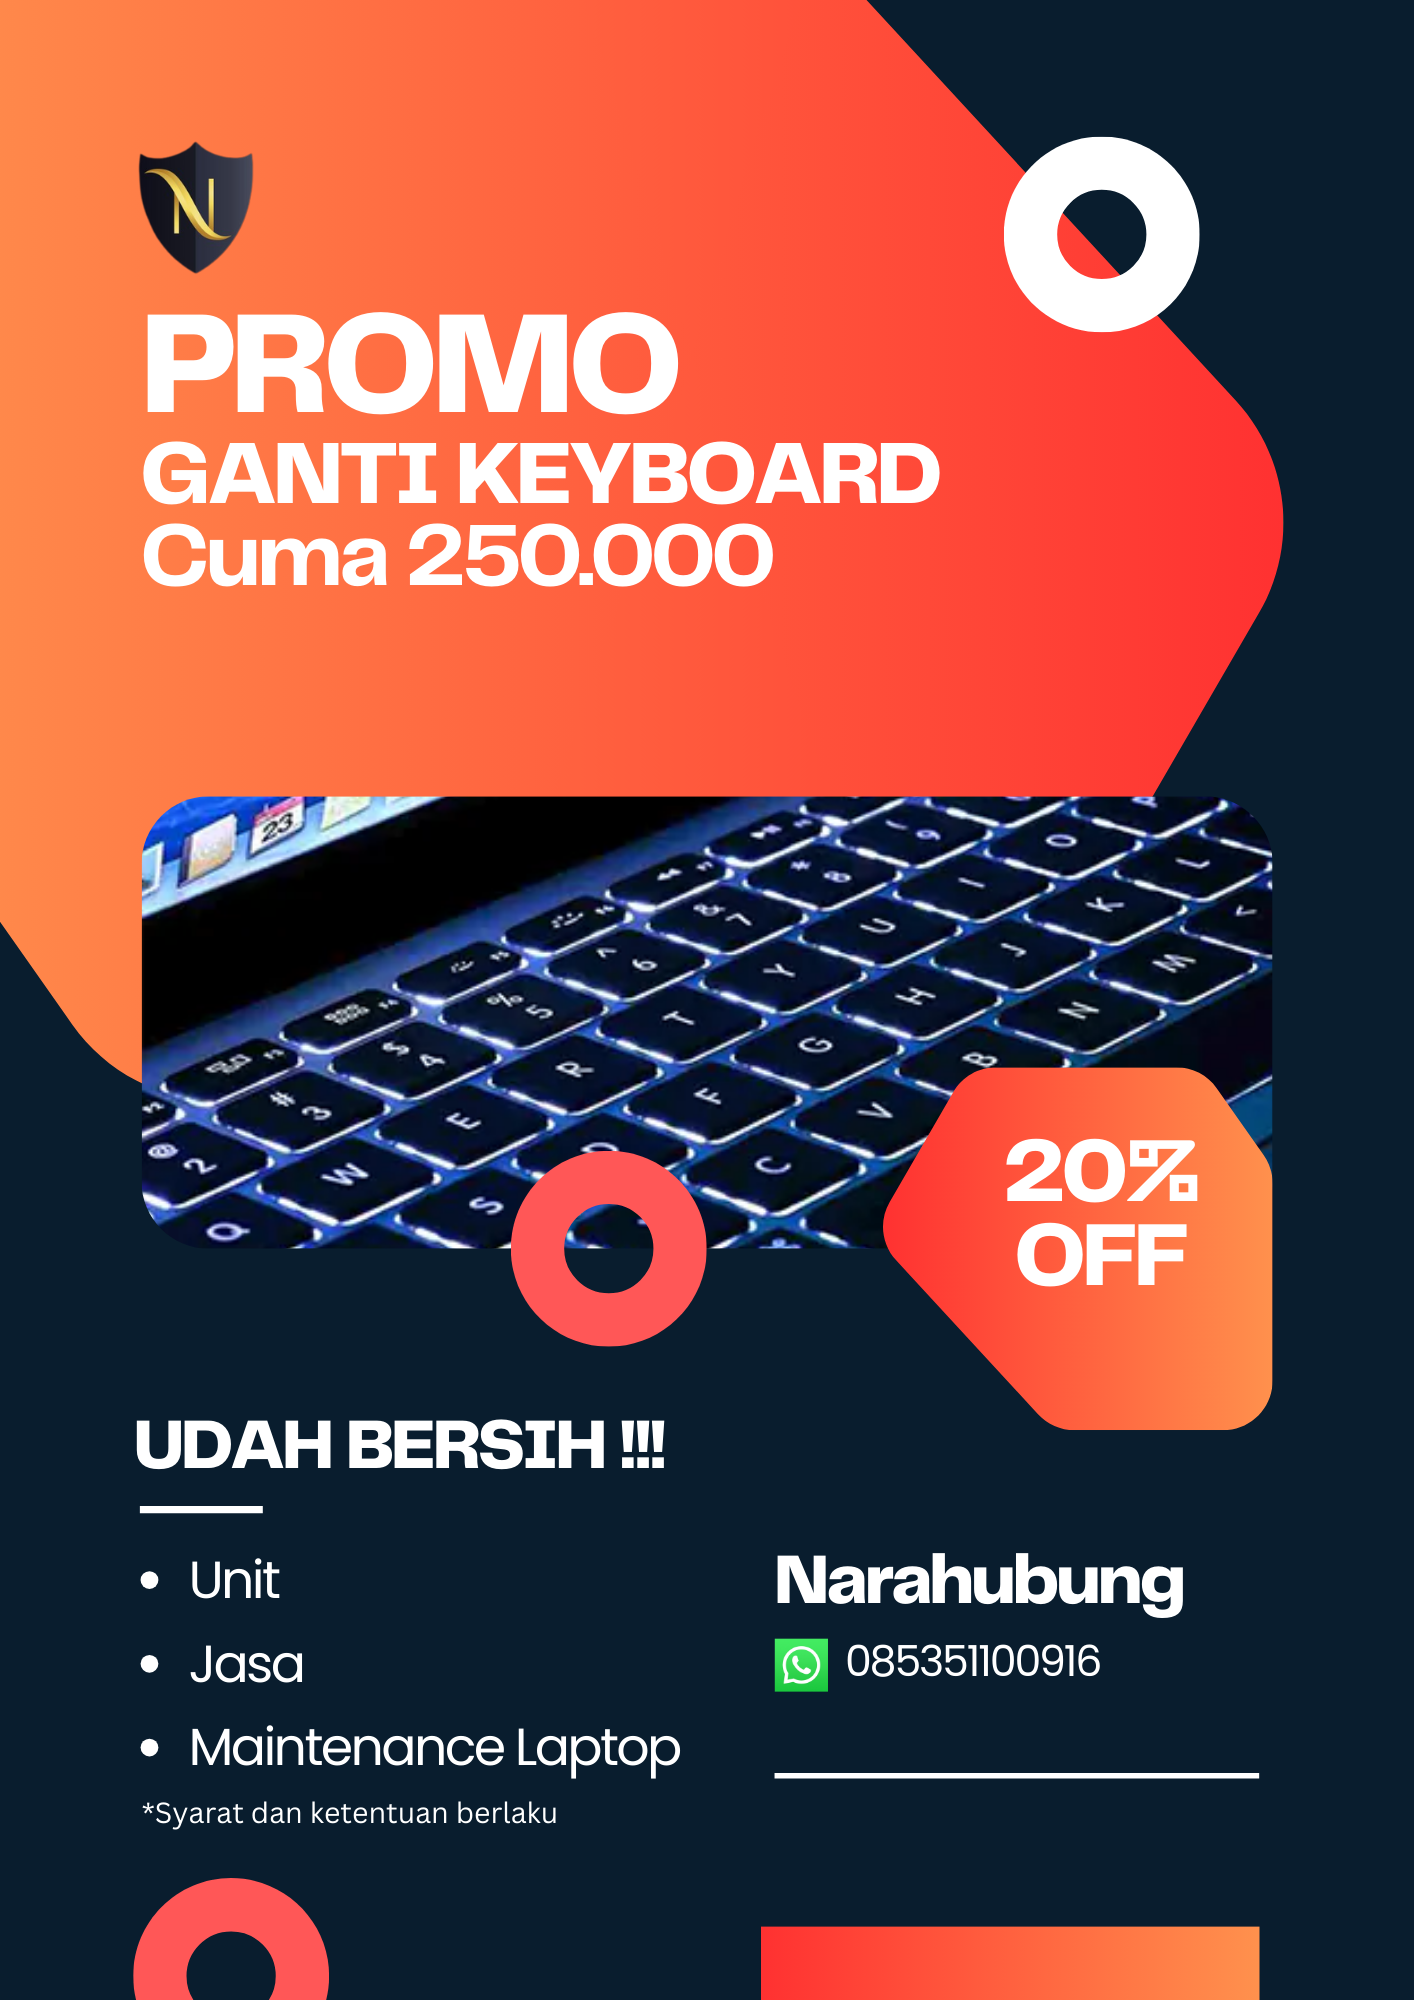 N
PROMO
GANTI KEYBOARD
Cuma 250.000
23
20%
OFF
UDAH BERSIH !!!
• Unit
• Jasa
• Maintenance Laptop
*Syarat dan ketentuan berlaku
Narahubung
085351100916